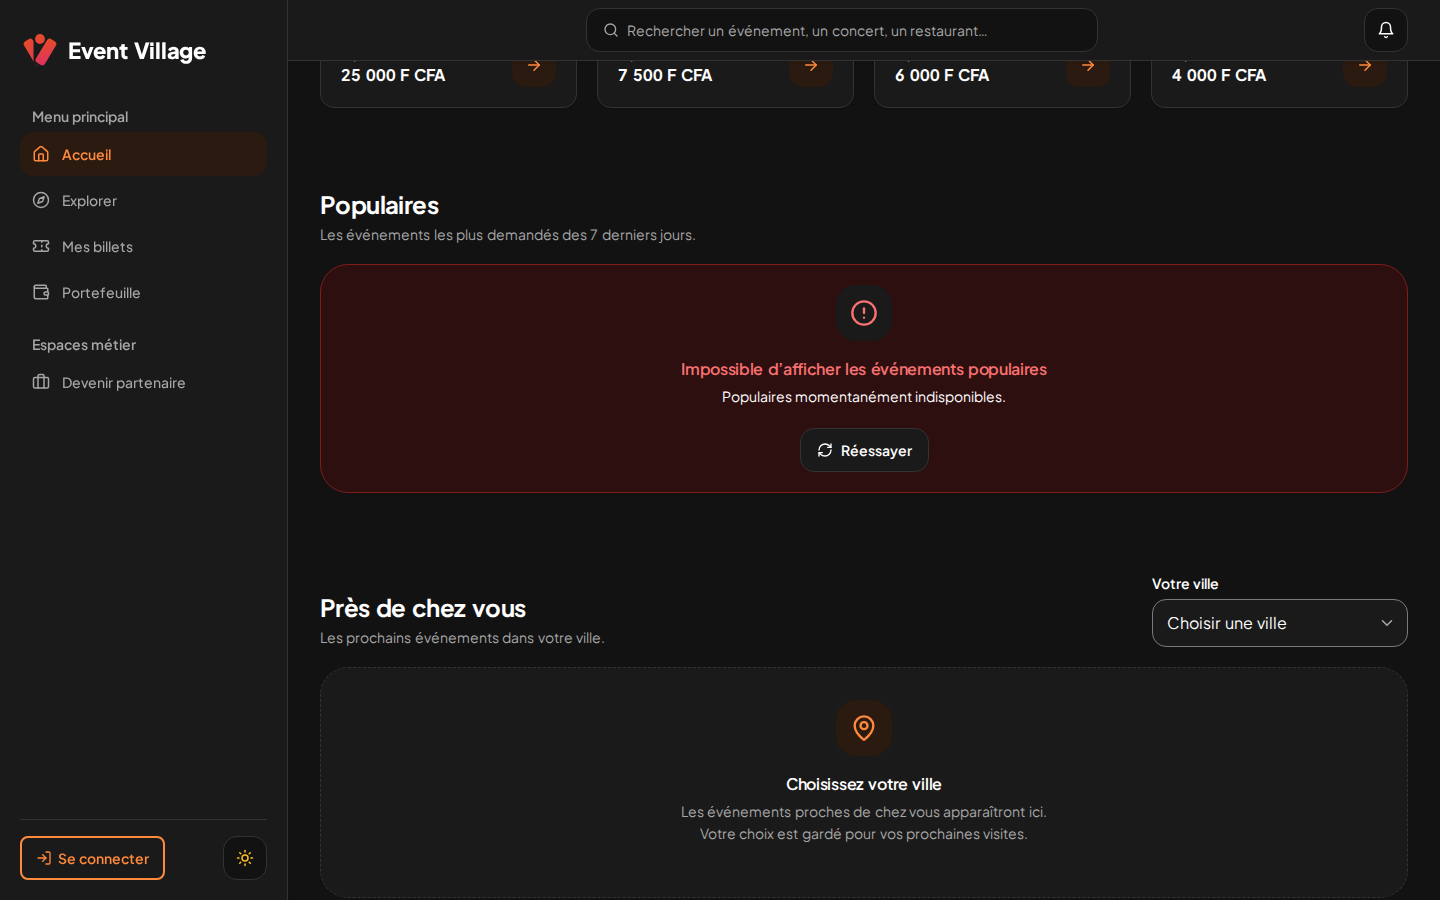 Event Village
Menu principal
Accueil
Explorer
Mes billets
Portefeuille
Espaces métier
Devenir partenaire
Se connecter
Rechercher un événement, un concert, un restaurant…
25 000 F CFA
7 500 F CFA
6 000 F CFA
4 000 F CFA
Populaires
Les événements les plus demandés des 7 derniers jours.
Impossible d’afficher les événements populaires
Populaires momentanément indisponibles.
Réessayer
Près de chez vous
Les prochains événements dans votre ville.
Votre ville
Choisir une ville
Choisissez votre ville
Les événements proches de chez vous apparaîtront ici.
Votre choix est gardé pour vos prochaines visites.